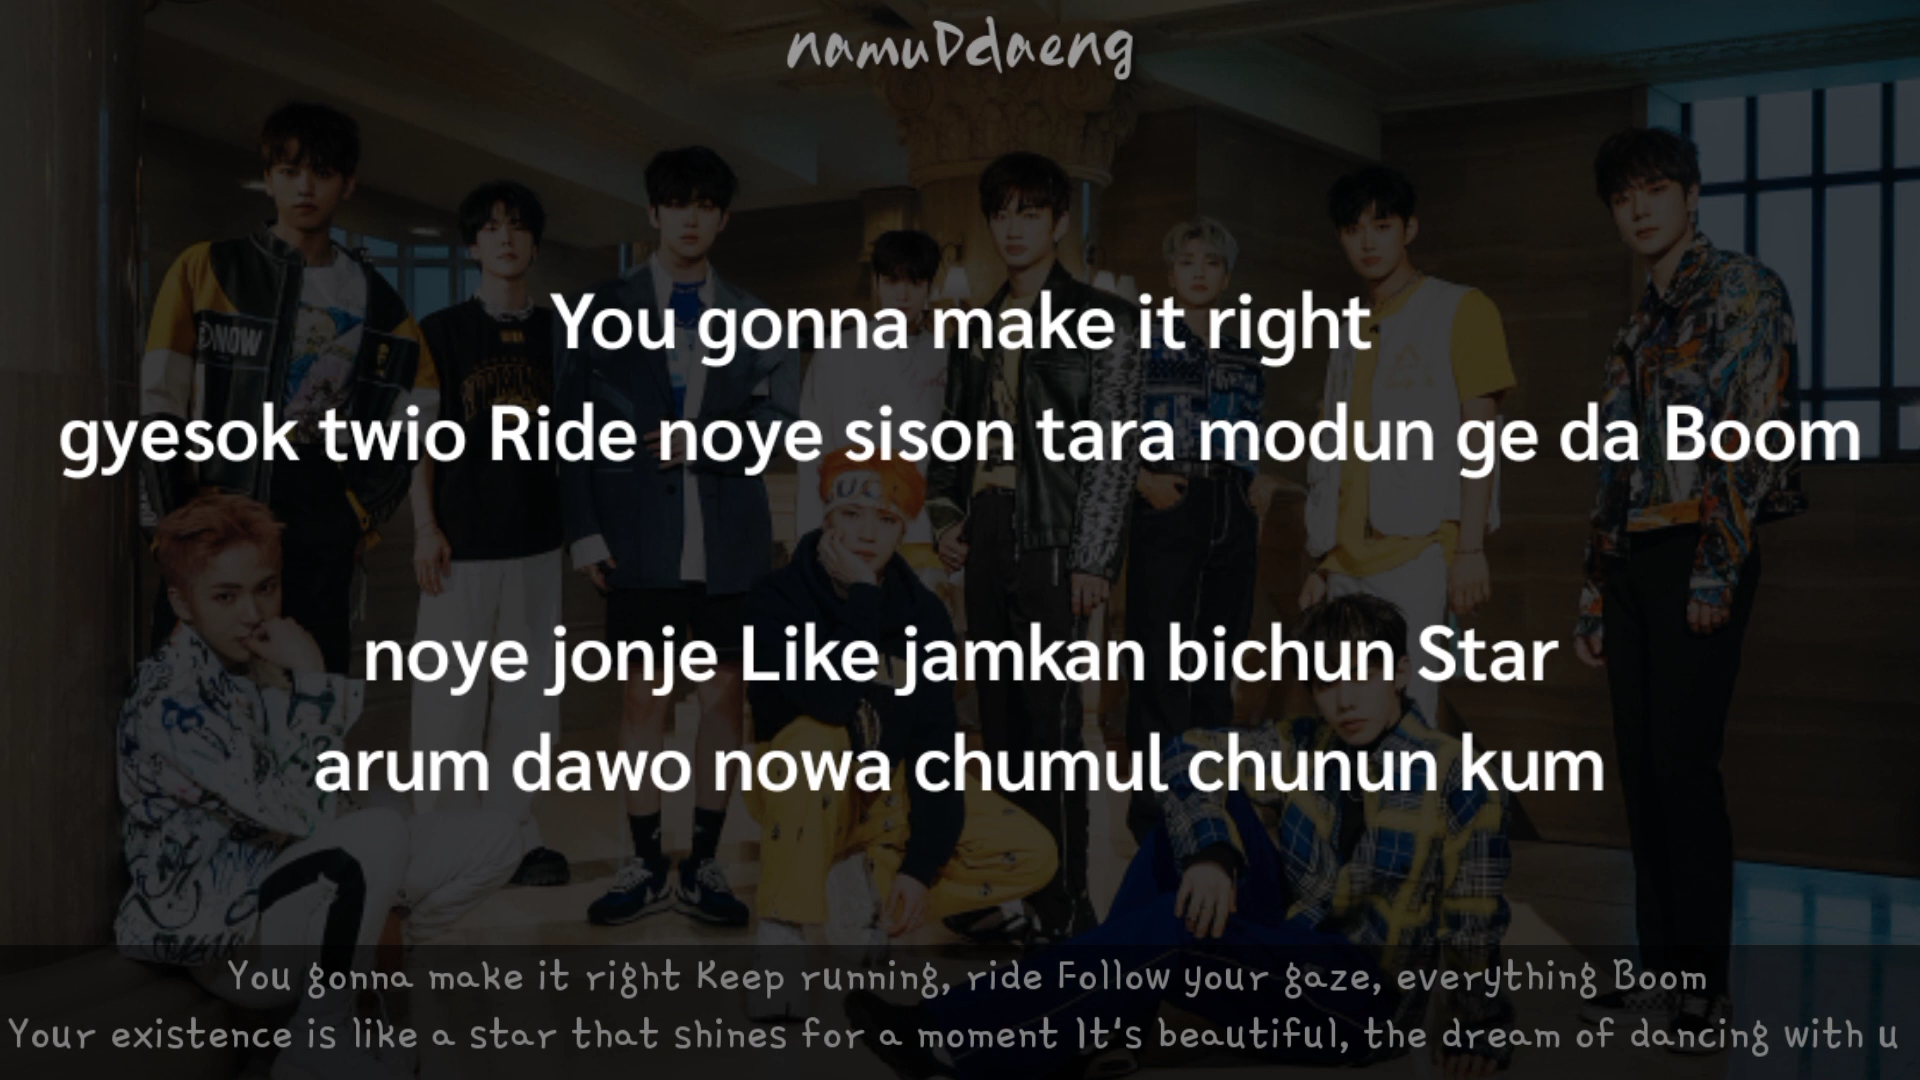 namuDdaeng
You gonna make it right
gyesok twio Ride noye sison tara modun ge da Boom
noye jonje Like jamkan bichun Star
arum dawo nowa chumul chunun kum
You gonna make it right Keep running, ride Follow your gaze, everything Boom
Your existence is like a star that shines for a moment It's beautiful, the dream of dancing with u